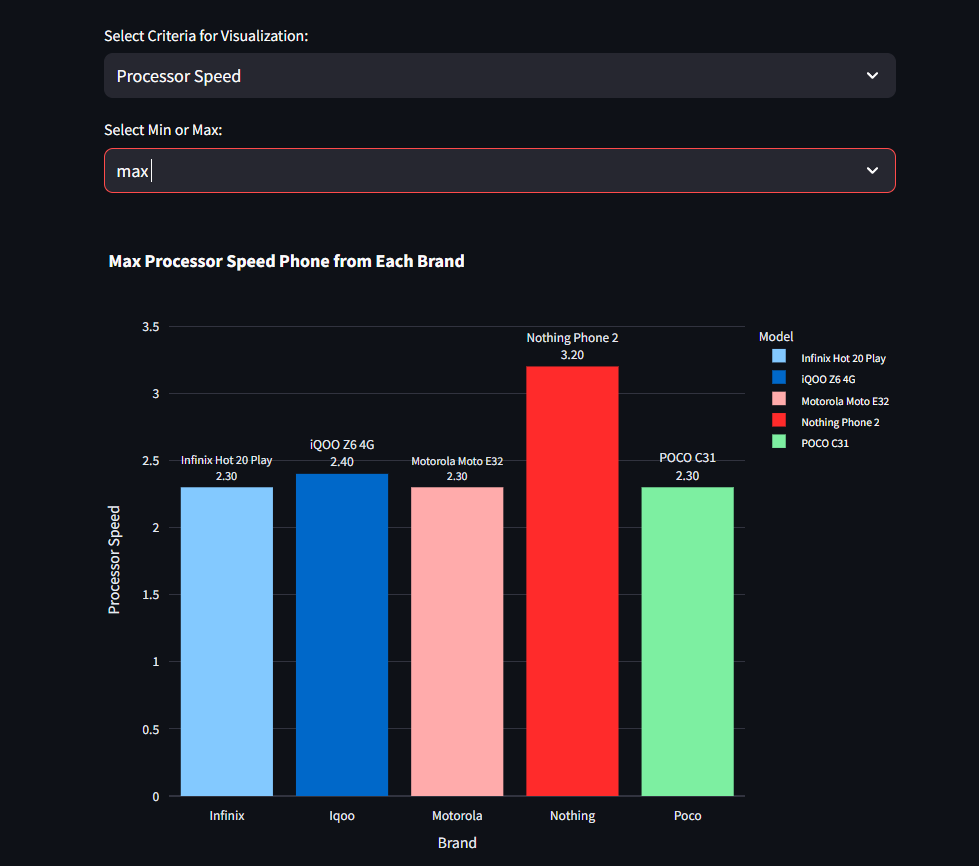 Select Criteria for Visualization:
Processor Speed
Select Min or Max:
max
Max Processor Speed Phone from Each Brand
3.5
3
2.5
2
1.5
1
0.5
0
Processor Speed
Infinix Hot 20 Play
2.30
iQOO Z6 4G
2.40
Motorola Moto E32
2.30
Nothing Phone 2
3.20
POCO C31
2.30
Infinix
Iqoo
Motorola
Nothing
Poco
Brand
Model
Infinix Hot 20 Play
iQOO Z6 4G
Motorola Moto E32
Nothing Phone 2
POCO C31